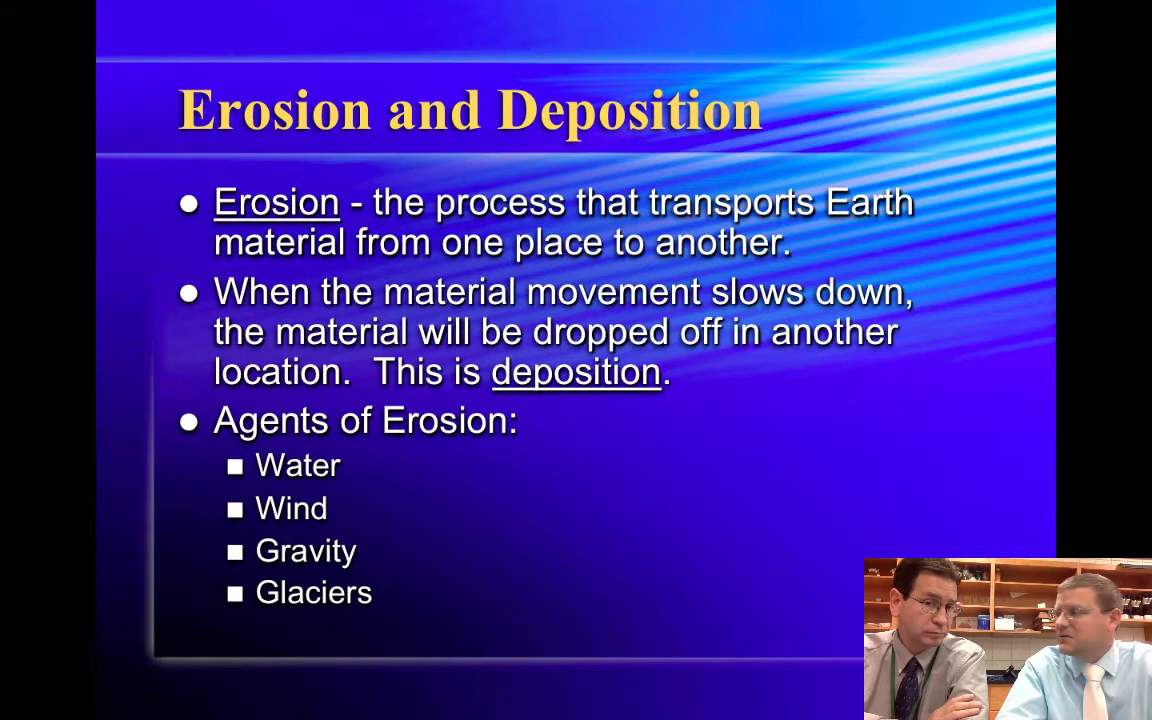 Erosion and Deposition
● Erosion - the process that transports Earth
material from one place to another.
● When the material movement slows down,
the material will be dropped off in another
location.  This is deposition.
● Agents of Erosion:
■ Water
■ Wind
■ Gravity
■ Glaciers